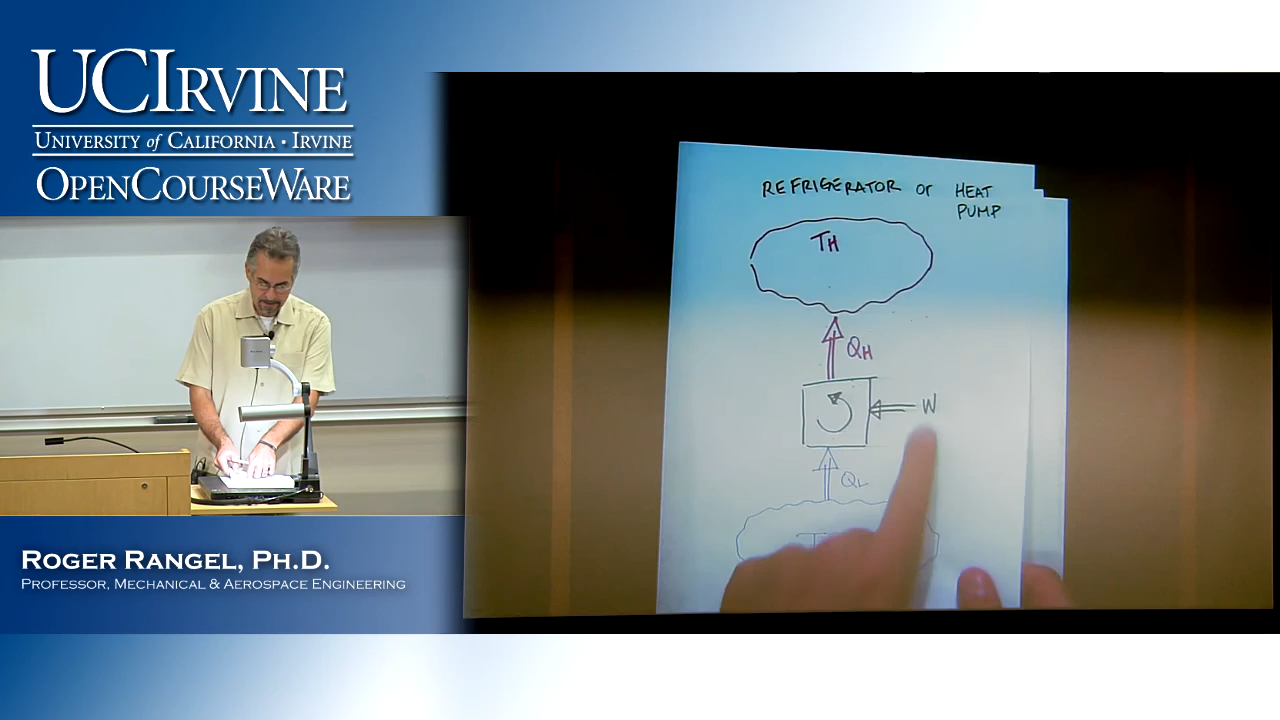 UCIRVINE
UNIVERSITY of CALIFORNIA · IRVINE
OPENCOURSEWARE
REFRIGERATOR or HEAT
PUMP
TH
QH
W
QL
ROGER RANGEL, PH.D.
PROFESSOR, MECHANICAL & AEROSPACE ENGINEERING